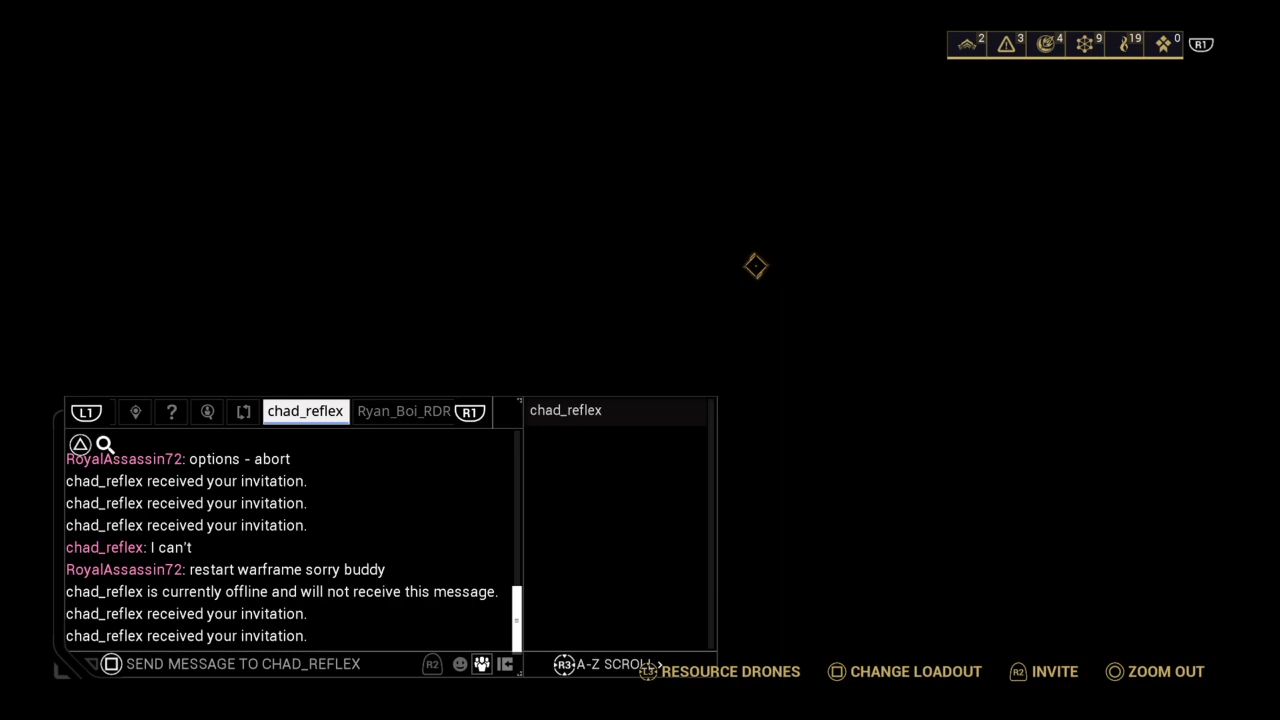 2 3 4 9 19 0 R1
L1 ? chad_reflex Ryan_Boi_RDR R1
chad_reflex
RoyalAssassin72: options - abort
chad_reflex received your invitation.
chad_reflex received your invitation.
chad_reflex received your invitation.
chad_reflex: I can't
RoyalAssassin72: restart warframe sorry buddy
chad_reflex is currently offline and will not receive this message.
chad_reflex received your invitation.
chad_reflex received your invitation.
SEND MESSAGE TO CHAD_REFLEX R2 R3 A-Z SCROLL
L3 RESOURCE DRONES CHANGE LOADOUT R2 INVITE ZOOM OUT